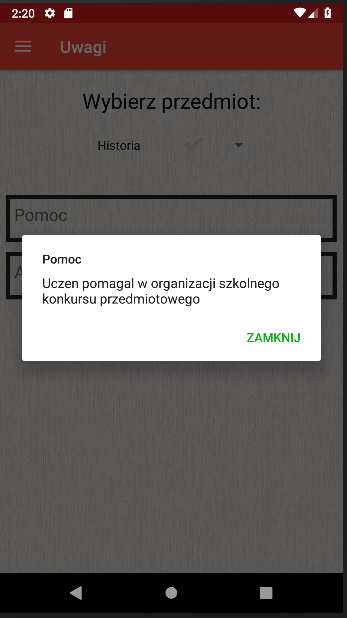 2:20
Uwagi
Wybierz przedmiot:
Historia
Pomoc
A
Pomoc
Uczen pomagal w organizacji szkolnego
konkursu przedmiotowego
ZAMKNIJ